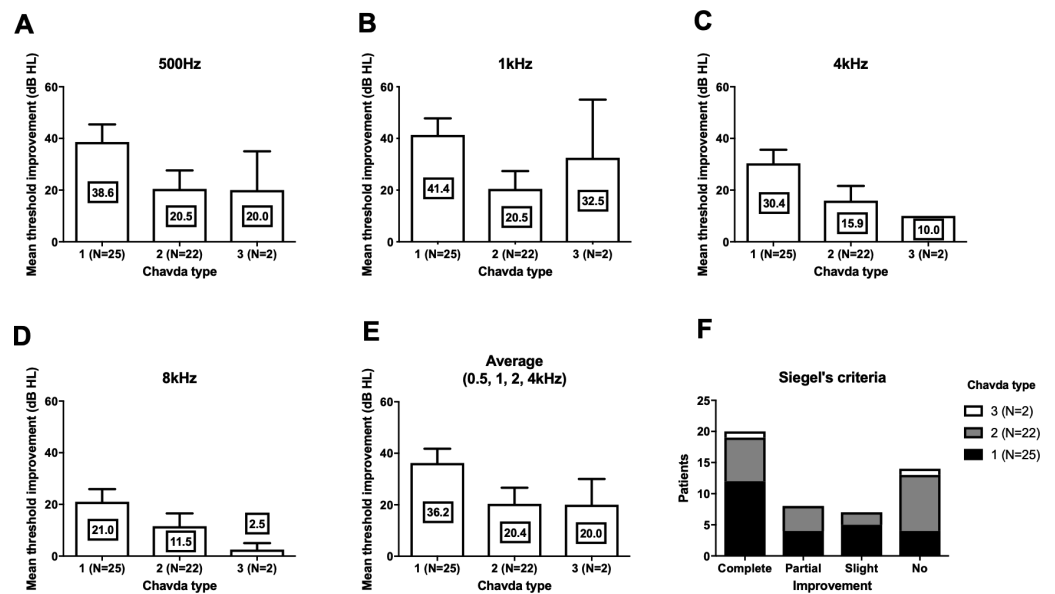 A
500Hz
Mean threshold improvement (dB HL)
60
40
20
0
38.6
20.5
20.0
1 (N=25)
2 (N=22)
3 (N=2)
Chavda type
B
1kHz
Mean threshold improvement (dB HL)
60
40
20
0
41.4
20.5
32.5
1 (N=25)
2 (N=22)
3 (N=2)
Chavda type
C
4kHz
Mean threshold improvement (dB HL)
60
40
20
0
30.4
15.9
10.0
1 (N=25)
2 (N=22)
3 (N=2)
Chavda type
D
8kHz
Mean threshold improvement (dB HL)
60
40
20
0
21.0
11.5
2.5
1 (N=25)
2 (N=22)
3 (N=2)
Chavda type
E
Average
(0.5, 1, 2, 4kHz)
Mean threshold improvement (dB HL)
60
40
20
0
36.2
20.4
20.0
1 (N=25)
2 (N=22)
3 (N=2)
Chavda type
F
Siegel's criteria
Patients
25
20
15
10
5
0
Complete
Partial
Slight
No
Improvement
Chavda type
3 (N=2)
2 (N=22)
1 (N=25)